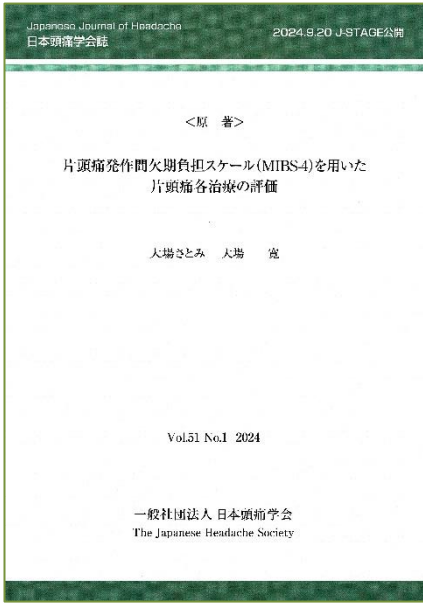 Japanese Journal of Headache
日本頭痛学会誌
2024.9.20 J-STAGE公開
<原 著>
片頭痛発作間欠期負担スケール(MIBS-4)を用いた
片頭痛各治療の評価
大場さとみ 大場 寛
Vol.51 No.1 2024
一般社団法人 日本頭痛学会
The Japanese Headache Society